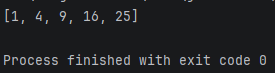 [1, 4, 9, 16, 25]
Process finished with exit code 0